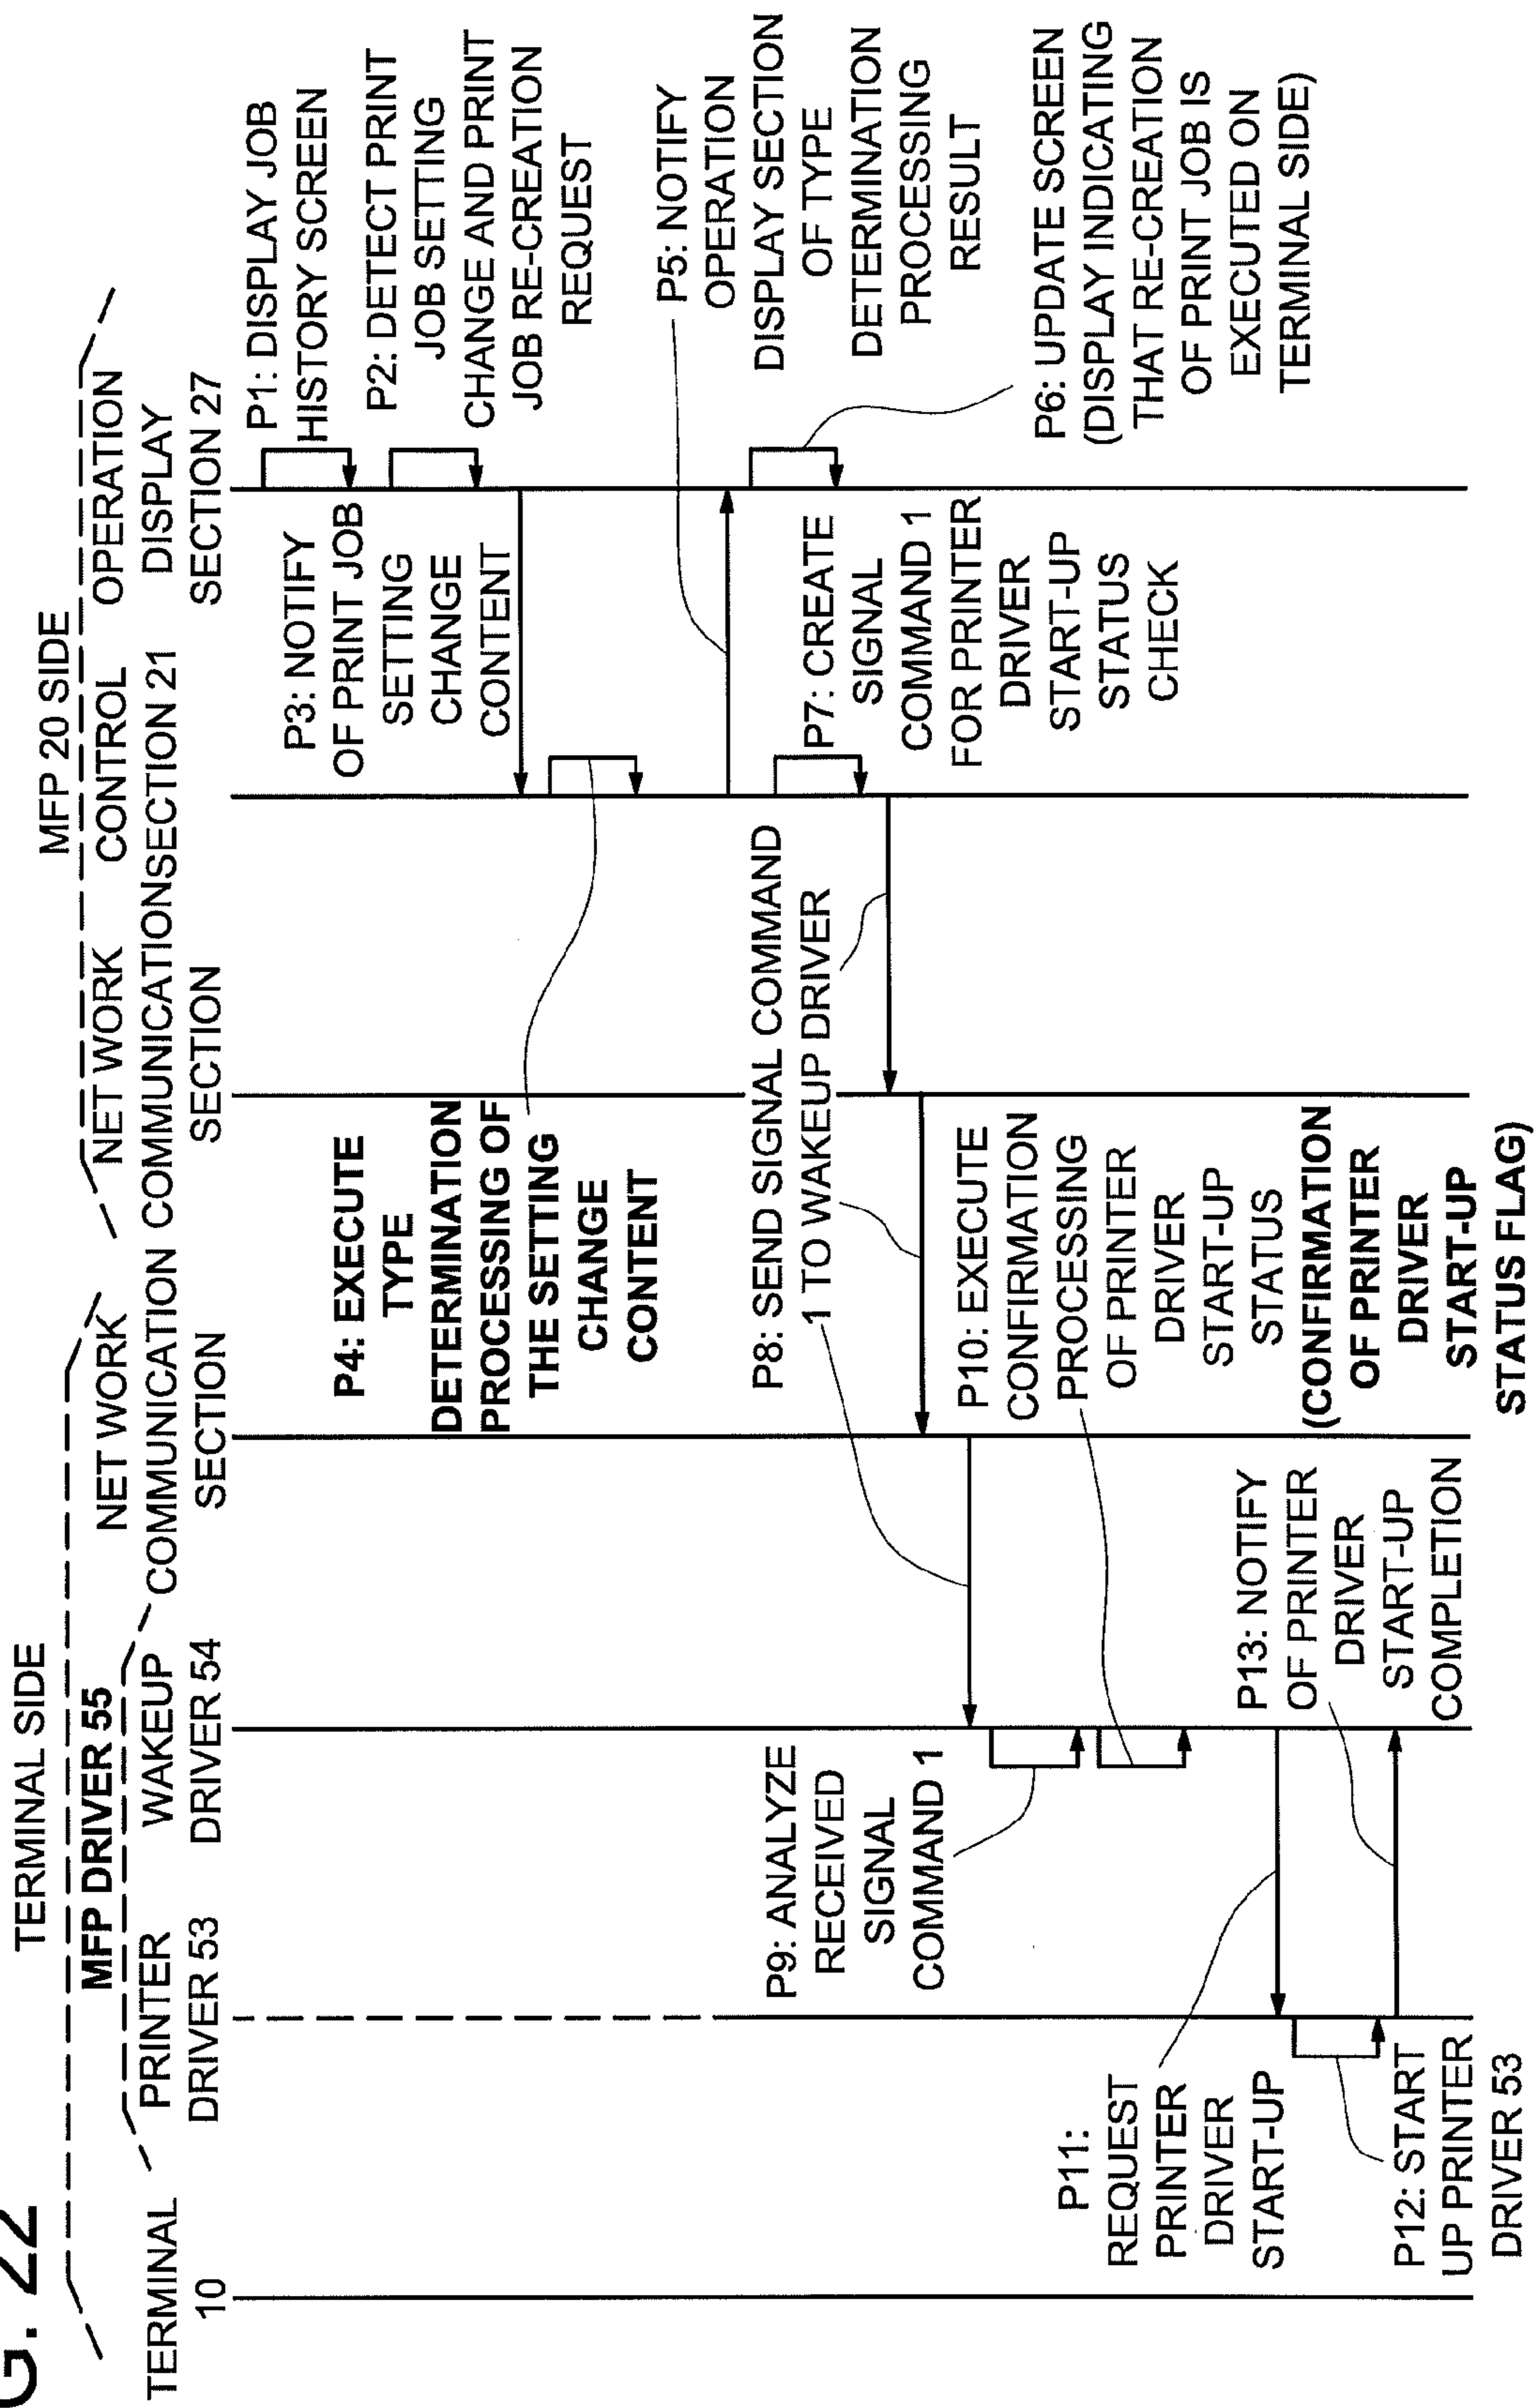 G. 22
TERMINAL SIDE
MFP 20 SIDE
MFP DRIVER 55
TERMINAL
10
PRINTER
DRIVER 53
WAKEUP
DRIVER 54
NET WORK
COMMUNICATION
SECTION
NET WORK
COMMUNICATION
SECTION
CONTROL
SECTION 21
OPERATION
DISPLAY
SECTION 27
P1: DISPLAY JOB
HISTORY SCREEN
P2: DETECT PRINT
JOB SETTING
CHANGE AND PRINT
JOB RE-CREATION
REQUEST
P3: NOTIFY
OF PRINT JOB
SETTING
CHANGE
CONTENT
P4: EXECUTE
TYPE
DETERMINATION
PROCESSING OF
THE SETTING
CHANGE
CONTENT
P5: NOTIFY
OPERATION
DISPLAY SECTION
OF TYPE
DETERMINATION
PROCESSING
RESULT
P6: UPDATE SCREEN
(DISPLAY INDICATING
THAT RE-CREATION
OF PRINT JOB IS
EXECUTED ON
TERMINAL SIDE)
P7: CREATE
SIGNAL
COMMAND 1
FOR PRINTER
DRIVER
START-UP
STATUS
CHECK
P8: SEND SIGNAL COMMAND
1 TO WAKEUP DRIVER
P9: ANALYZE
RECEIVED
SIGNAL
COMMAND 1
P10: EXECUTE
CONFIRMATION
PROCESSING
OF PRINTER
DRIVER
START-UP
STATUS
(CONFIRMATION
OF PRINTER
DRIVER
START-UP
STATUS FLAG)
P11:
REQUEST
PRINTER
DRIVER
START-UP
P12: START
UP PRINTER
DRIVER 53
P13: NOTIFY
OF PRINTER
DRIVER
START-UP
COMPLETION